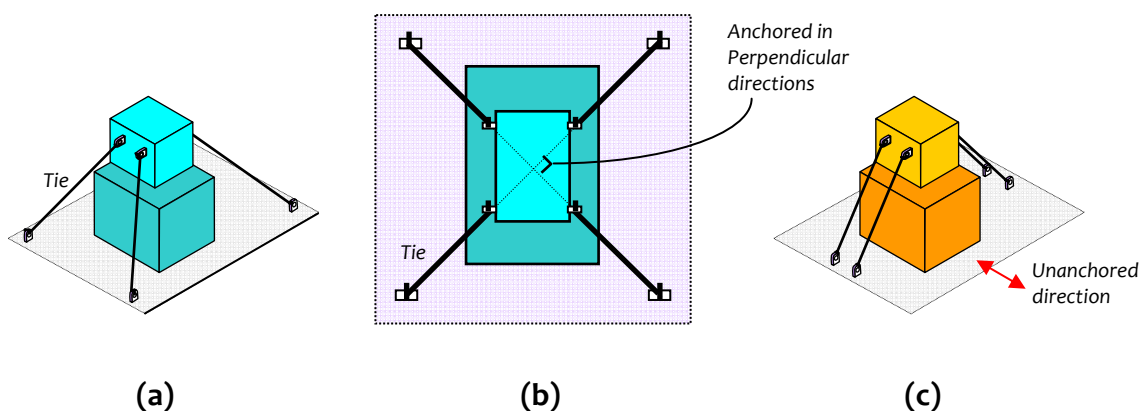 Anchored in
Perpendicular
directions
Tie
Tie
Unanchored
direction
(a)
(b)
(c)